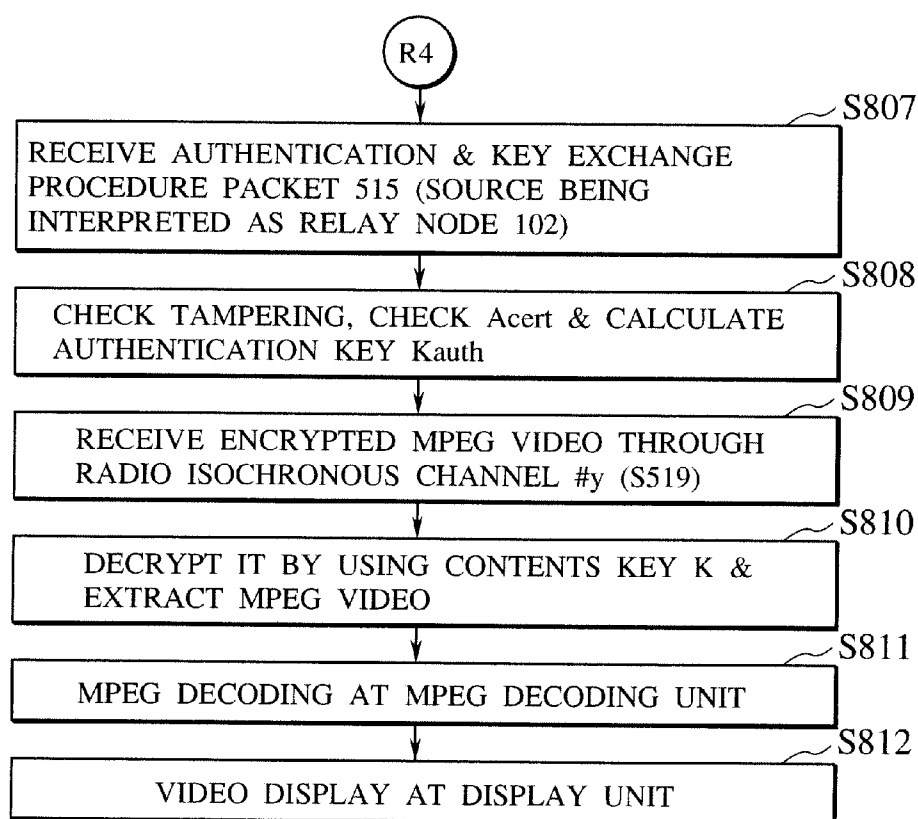 R4
S807
RECEIVE AUTHENTICATION & KEY EXCHANGE
PROCEDURE PACKET 515 (SOURCE BEING
INTERPRETED AS RELAY NODE 102)
S808
CHECK TAMPERING, CHECK Acert & CALCULATE
AUTHENTICATION KEY Kauth
S809
RECEIVE ENCRYPTED MPEG VIDEO THROUGH
RADIO ISOCHRONOUS CHANNEL #y (S519)
S810
DECRYPT IT BY USING CONTENTS KEY K &
EXTRACT MPEG VIDEO
S811
MPEG DECODING AT MPEG DECODING UNIT
S812
VIDEO DISPLAY AT DISPLAY UNIT